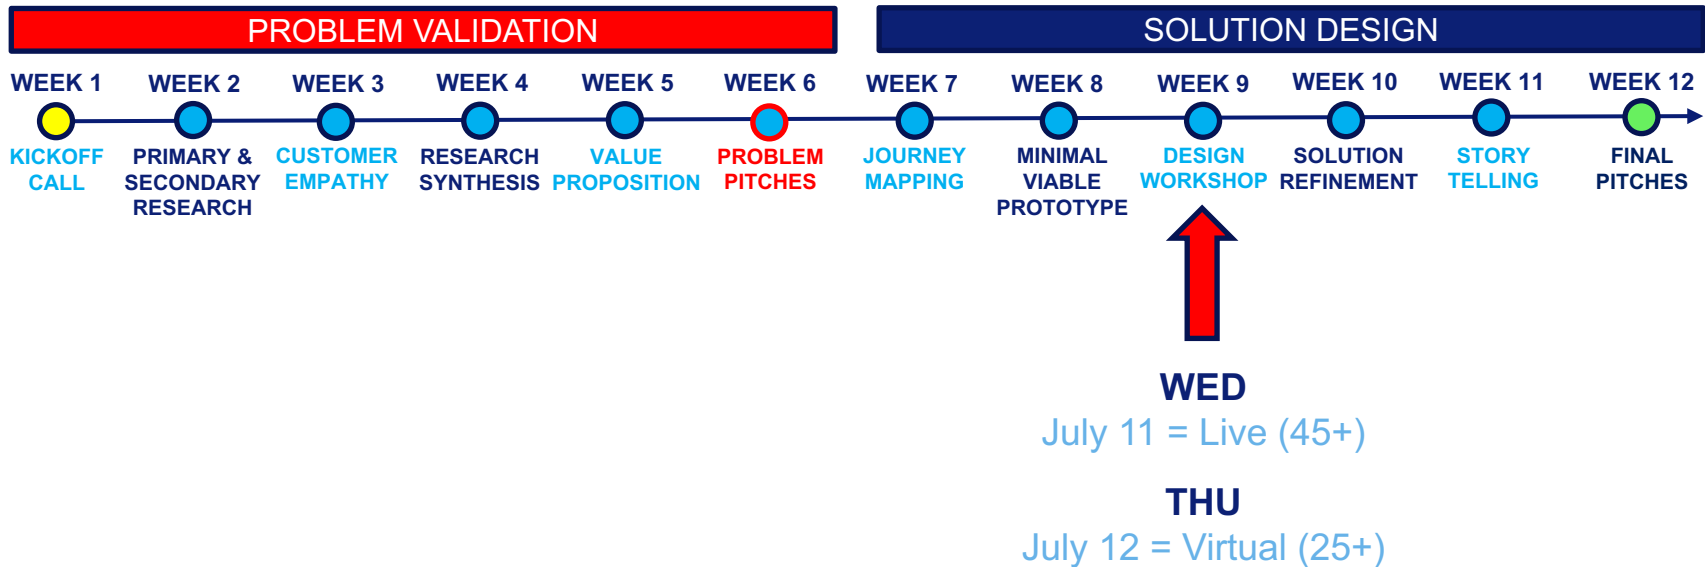 PROBLEM VALIDATION
SOLUTION DESIGN
WEEK 1
WEEK 2
WEEK 3
WEEK 4
WEEK 5
WEEK 6
WEEK 7
WEEK 8
WEEK 9
WEEK 10
WEEK 11
WEEK 12
KICKOFF
CALL
PRIMARY &
SECONDARY
RESEARCH
CUSTOMER
EMPATHY
RESEARCH
SYNTHESIS
VALUE
PROPOSITION
PROBLEM
PITCHES
JOURNEY
MAPPING
MINIMAL
VIABLE
PROTOTYPE
DESIGN
WORKSHOP
SOLUTION
REFINEMENT
STORY
TELLING
FINAL
PITCHES
WED
July 11 = Live (45+)
THU
July 12 = Virtual (25+)